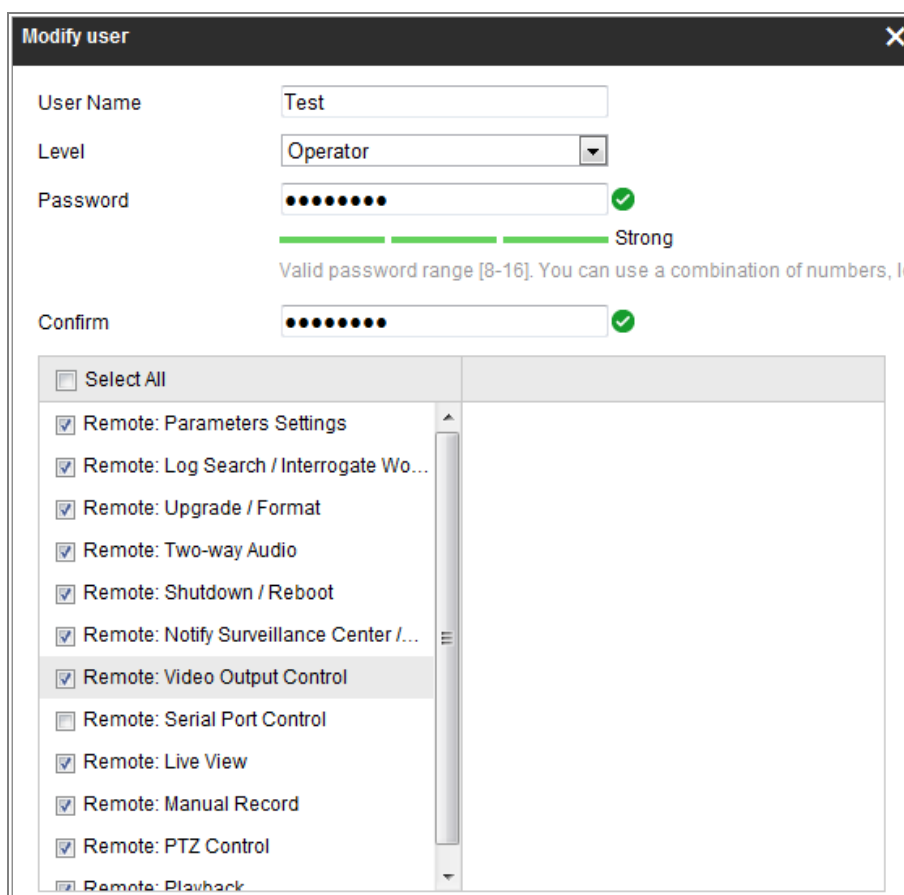 Modify user
User Name Test
Level Operator
Password ●●●●●●●●
Strong
Valid password range [8-16]. You can use a combination of numbers,
Confirm ●●●●●●●●
Select All
Remote: Parameters Settings
Remote: Log Search / Interrogate Wo...
Remote: Upgrade / Format
Remote: Two-way Audio
Remote: Shutdown / Reboot
Remote: Notify Surveillance Center /...
Remote: Video Output Control
Remote: Serial Port Control
Remote: Live View
Remote: Manual Record
Remote: PTZ Control
Remote: Playback